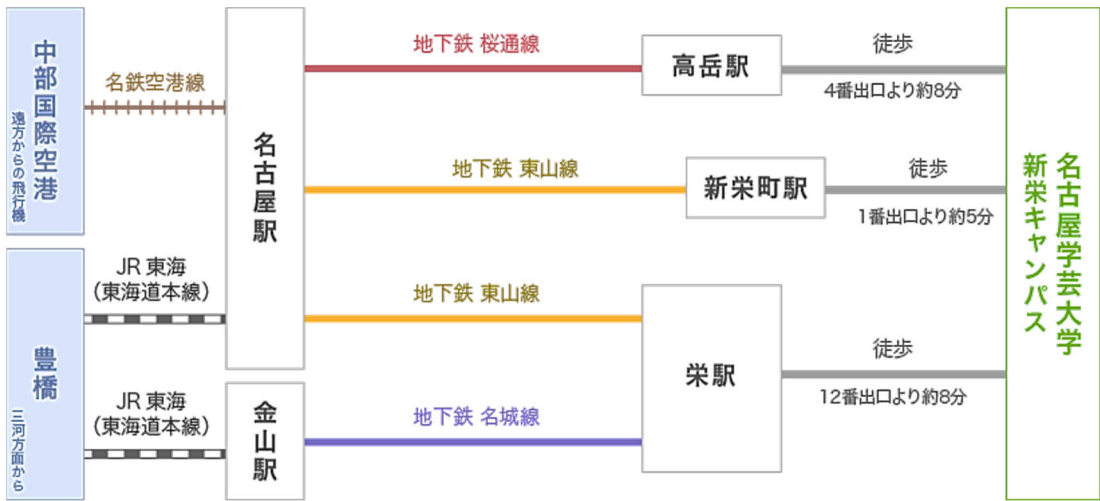 中部国際空港
遠方からの飛行機
名鉄空港線
名古屋駅
地下鉄 桜通線
高岳駅
徒歩
4番出口より約8分
地下鉄 東山線
新栄町駅
徒歩
1番出口より約5分
豊橋
三河方面から
JR 東海
（東海道本線）
地下鉄 東山線
栄駅
徒歩
12番出口より約8分
JR 東海
（東海道本線）
金山駅
地下鉄 名城線
名古屋学芸大学
新栄キャンパス